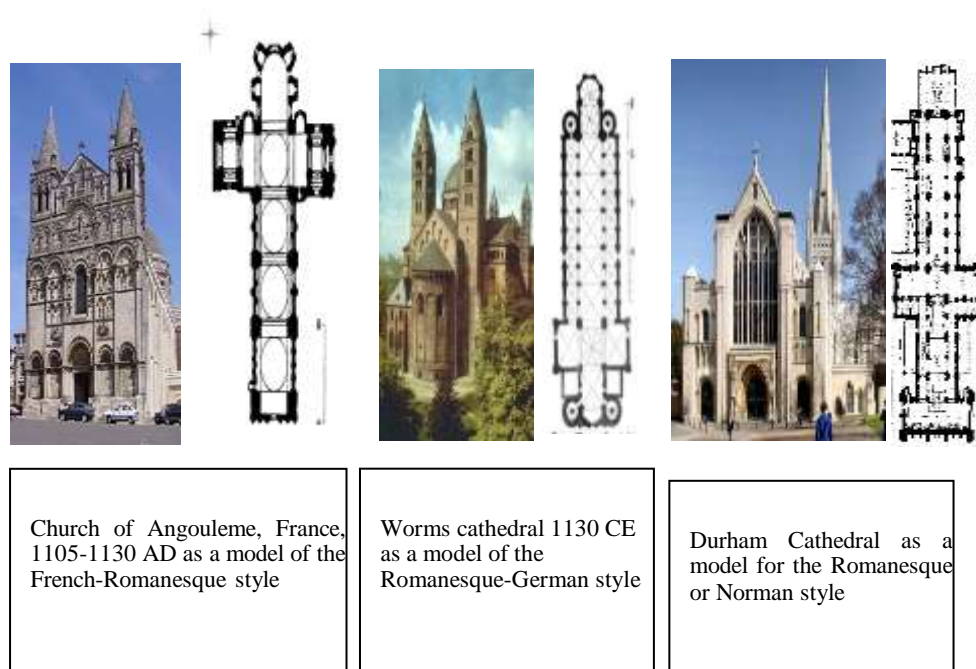 Church of Angouleme, France,
1105-1130 AD as a model of the
French-Romanesque style
Worms cathedral 1130 CE
as a model of the
Romanesque-German style
Durham Cathedral as a
model for the Romanesque
or Norman style